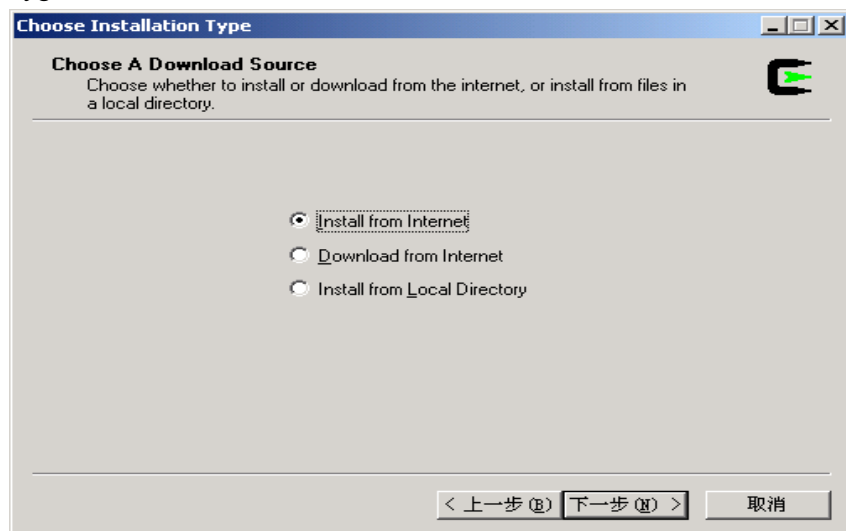 Choose Installation Type
Choose A Download Source
Choose whether to install or download from the internet, or install from files in
a local directory.
Install from Internet
Download from Internet
Install from Local Directory
< 上一步(B) 下一步(N) > 取消